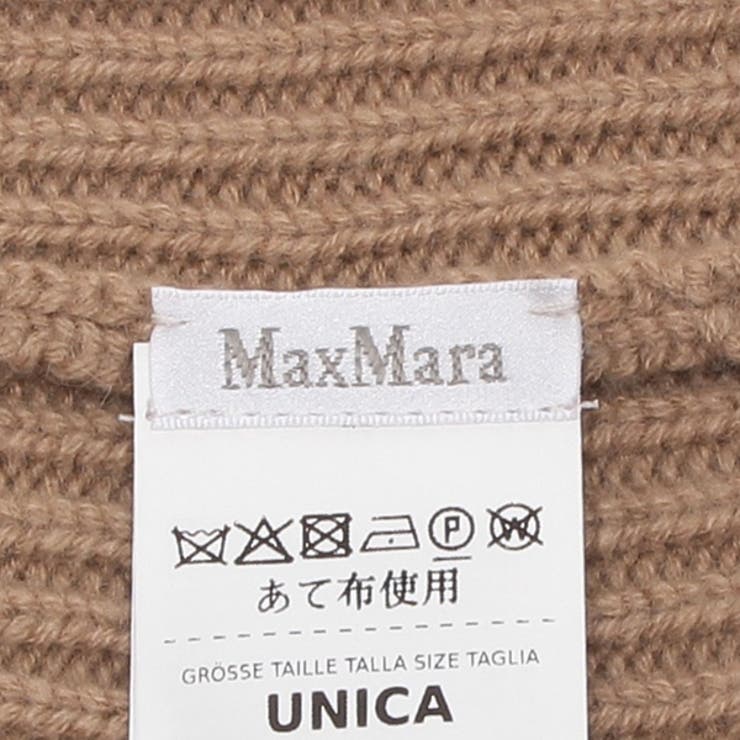 MaxMara
P W
あて布使用
GRÖSSE TAILLE TALLA SIZE TAGLIA
UNICA